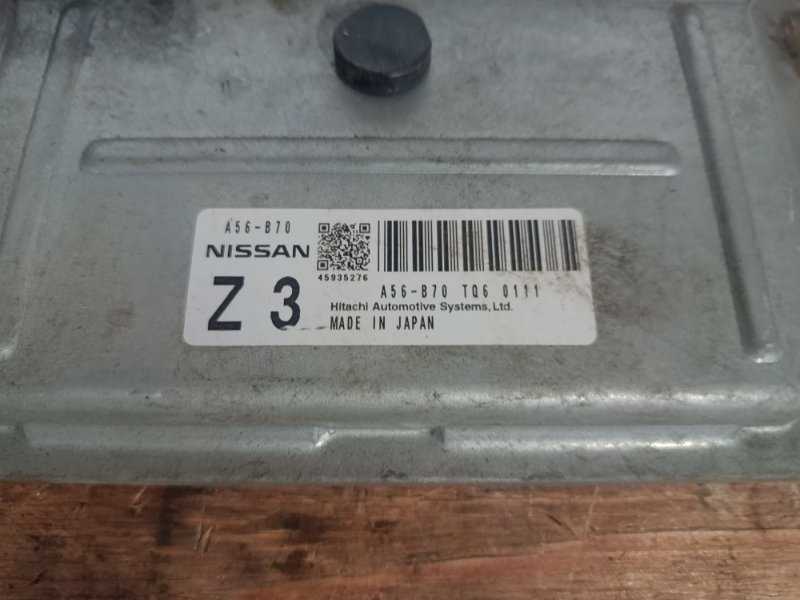 A56-B70
NISSAN
45935276
Z 3
A56-B70 TQ6 0111
Hitachi Automotive Systems, Ltd.
MADE IN JAPAN